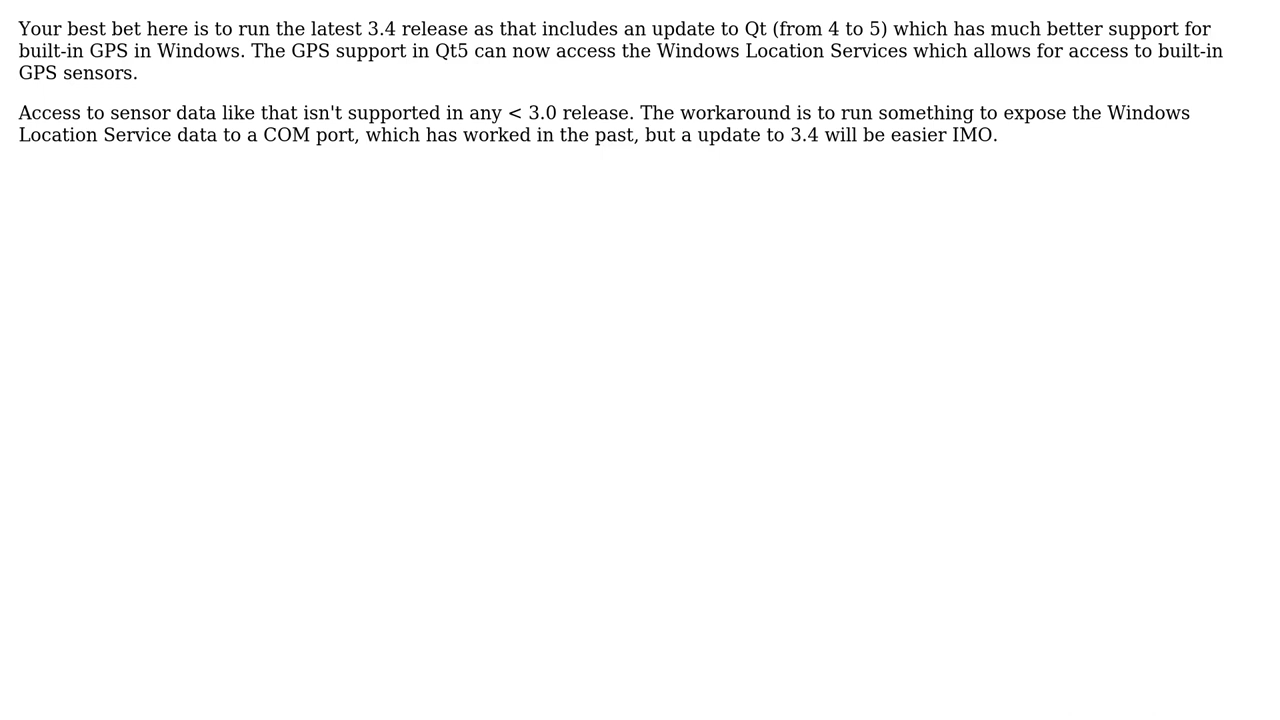 Your best bet here is to run the latest 3.4 release as that includes an update to Qt (from 4 to 5) which has much better support for
built-in GPS in Windows. The GPS support in Qt5 can now access the Windows Location Services which allows for access to built-in
GPS sensors.
Access to sensor data like that isn't supported in any < 3.0 release. The workaround is to run something to expose the Windows
Location Service data to a COM port, which has worked in the past, but a update to 3.4 will be easier IMO.